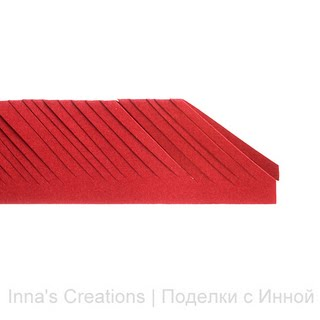 Inna's Creations | Поделки с Инной